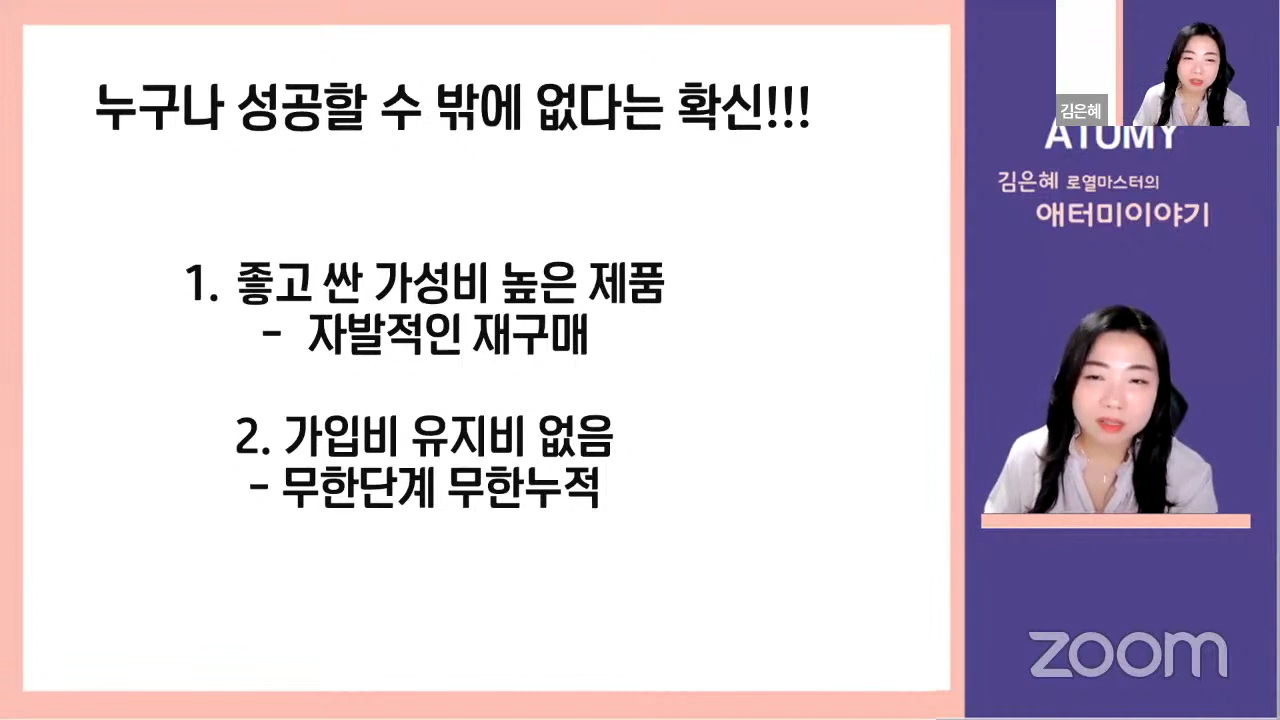 누구나 성공할 수 밖에 없다는 확신!!!
1. 좋고 싼 가성비 높은 제품
- 자발적인 재구매
2. 가입비 유지비 없음
- 무한단계 무한누적
김은혜
ATOMY
김은혜 로열마스터의
애터미이야기
zoom